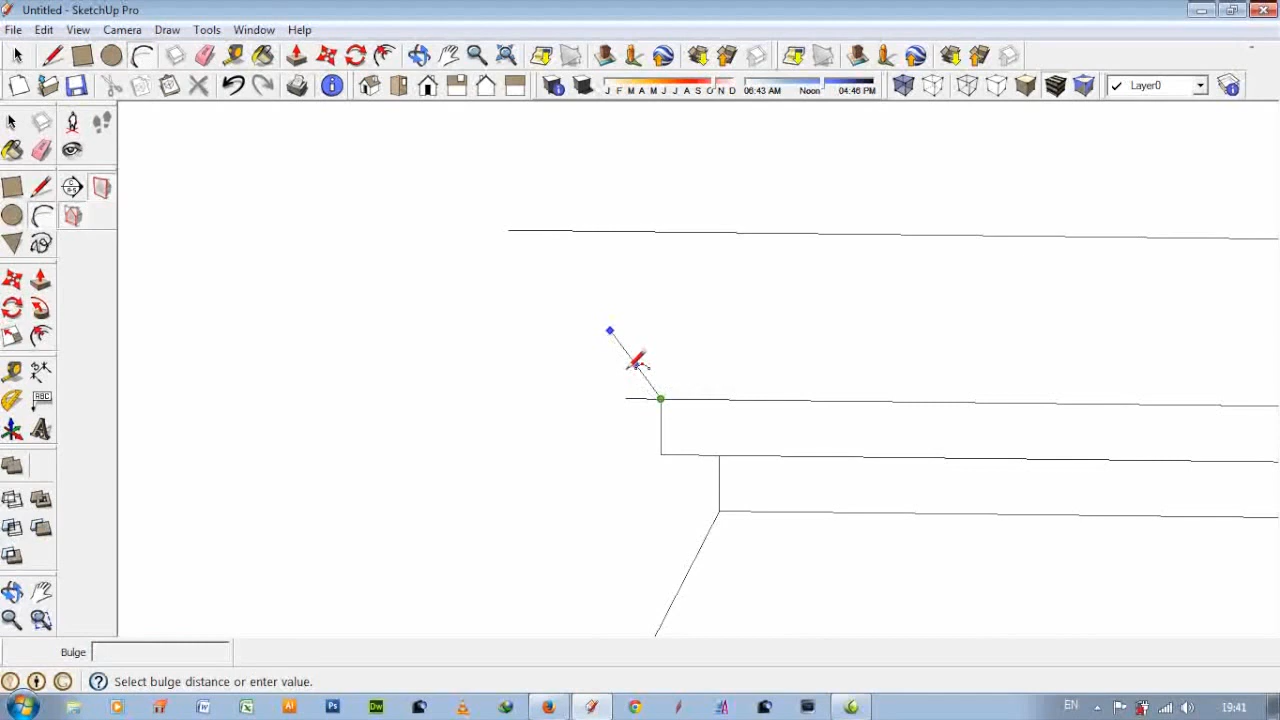 Untitled - SketchUp Pro
File Edit View Camera Draw Tools Window Help
J F M A M J J A S O N D 06:43 AM Noon 04:46 PM Layer0
ABC
Bulge
Select bulge distance or enter value.
EN 19:41